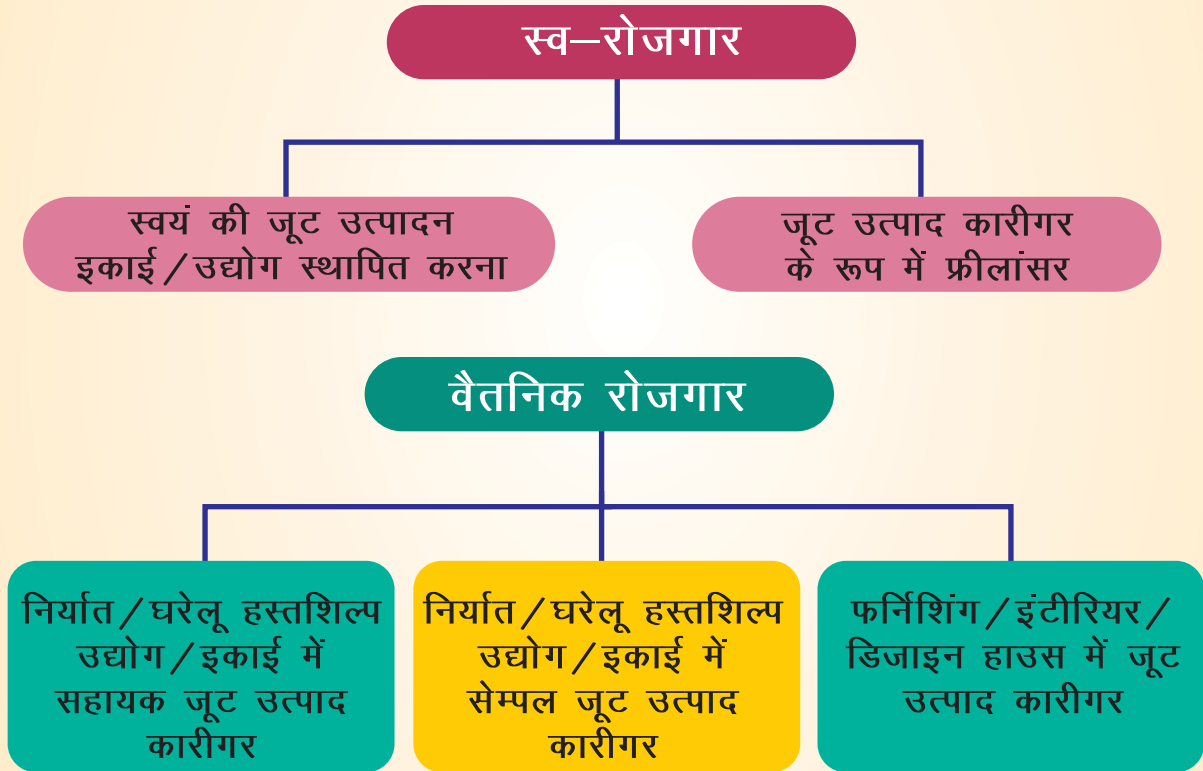 स्व–रोजगार
स्वयं की जूट उत्पादन
इकाई/उद्योग स्थापित करना
जूट उत्पाद कारीगर
के रूप में फ्रीलांसर
वैतनिक रोजगार
निर्यात/घरेलू हस्तशिल्प
उद्योग/इकाई में
सहायक जूट उत्पाद
कारीगर
निर्यात/घरेलू हस्तशिल्प
उद्योग/इकाई में
सेम्पल जूट उत्पाद
कारीगर
फर्निशिंग/इंटीरियर/
डिजाइन हाउस में जूट
उत्पाद कारीगर